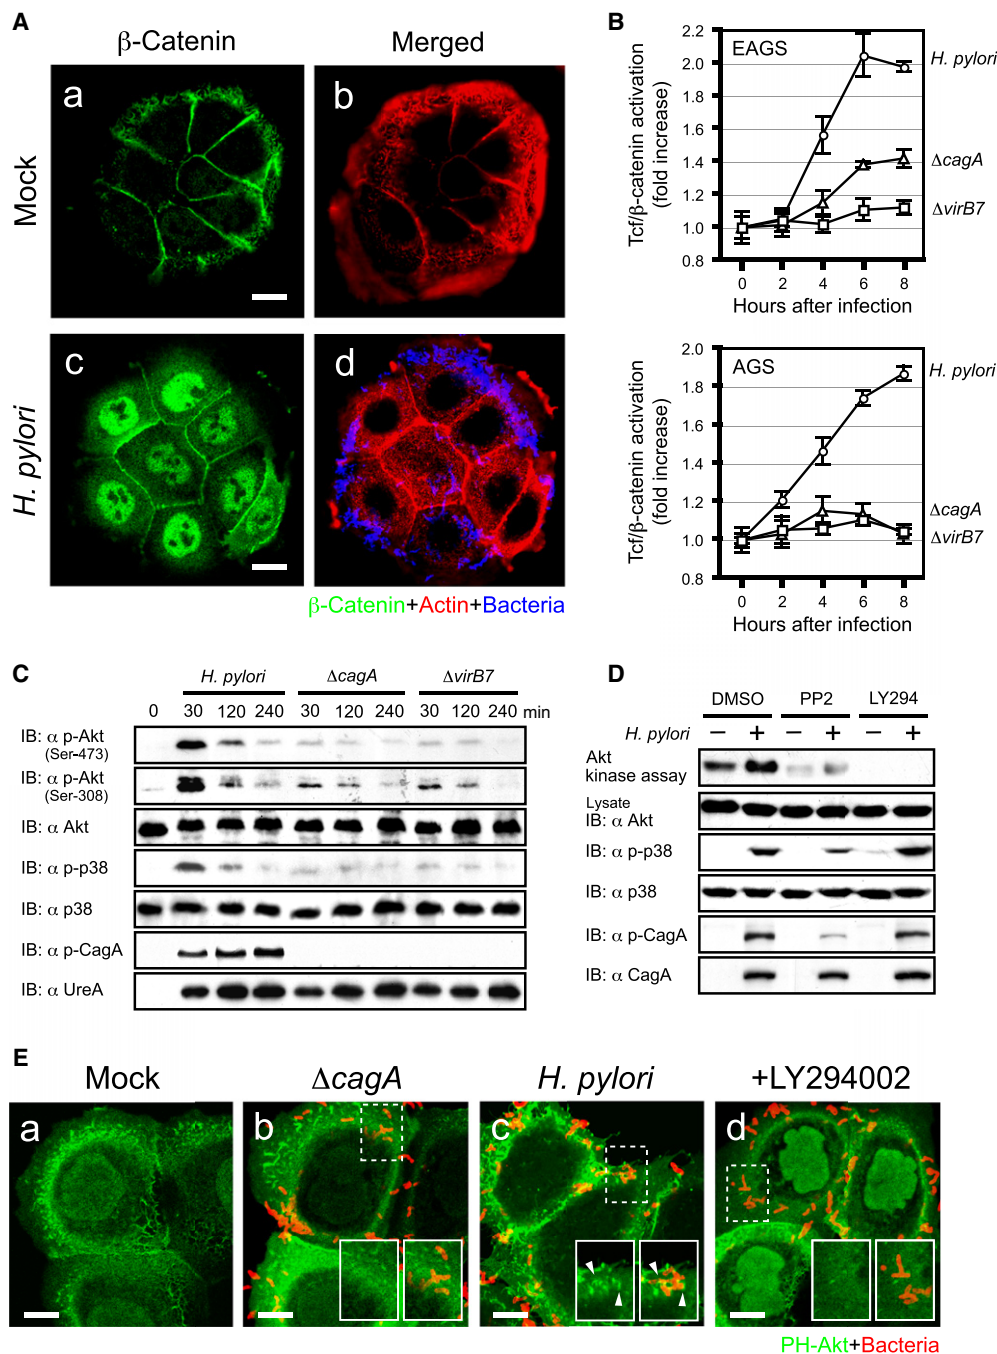 A
β-Catenin
Merged
Mock
a
b
H. pylori
c
d
β-Catenin+Actin+Bacteria
B
EAGS
Tcf/β-catenin activation
(fold increase)
2.2
2.0
1.8
1.6
1.4
1.2
1.0
0.8
H. pylori
ΔcagA
ΔvirB7
0 2 4 6 8
Hours after infection
AGS
Tcf/β-catenin activation
(fold increase)
2.0
1.8
1.6
1.4
1.2
1.0
0.8
H. pylori
ΔcagA
ΔvirB7
0 2 4 6 8
Hours after infection
C
H. pylori ΔcagA ΔvirB7
0 30 120 240 30 120 240 30 120 240 min
IB: α p-Akt
(Ser-473)
IB: α p-Akt
(Ser-308)
IB: α Akt
IB: α p-p38
IB: α p38
IB: α p-CagA
IB: α UreA
D
DMSO PP2 LY294
H. pylori − + − + − +
Akt
kinase assay
Lysate
IB: α Akt
IB: α p-p38
IB: α p38
IB: α p-CagA
IB: α CagA
E
Mock ΔcagA H. pylori +LY294002
a b c d
PH-Akt+Bacteria